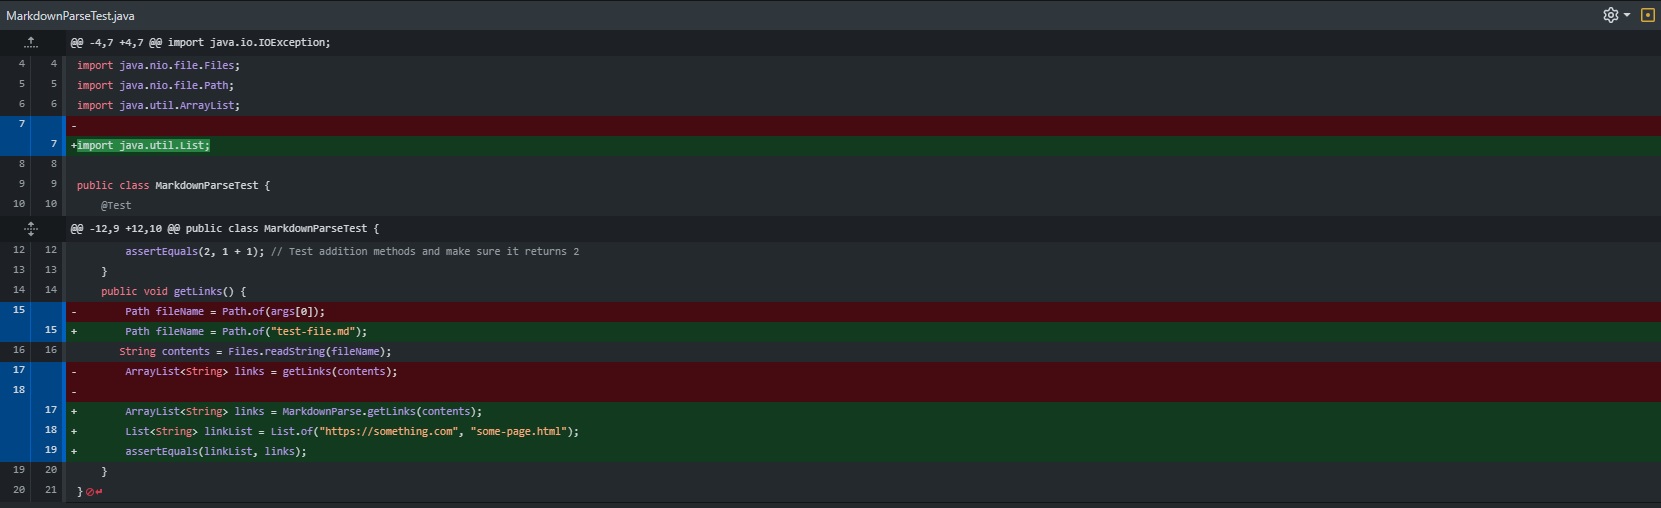 MarkdownParseTest.java
@@ -4,7 +4,7 @@ import java.io.IOException;
4 4 import java.nio.file.Files;
5 5 import java.nio.file.Path;
6 6 import java.util.ArrayList;
7 -
7 +import java.util.List;
8 8
9 9 public class MarkdownParseTest {
10 10 @Test
@@ -12,9 +12,10 @@ public class MarkdownParseTest {
12 12 assertEquals(2, 1 + 1); // Test addition methods and make sure it returns 2
13 13 }
14 14 public void getLinks() {
15 - Path fileName = Path.of(args[0]);
15 + Path fileName = Path.of("test-file.md");
16 16 String contents = Files.readString(fileName);
17 - ArrayList<String> links = getLinks(contents);
18 -
17 + ArrayList<String> links = MarkdownParse.getLinks(contents);
18 + List<String> linkList = List.of("https://something.com", "some-page.html");
19 + assertEquals(linkList, links);
19 20 }
20 21 }